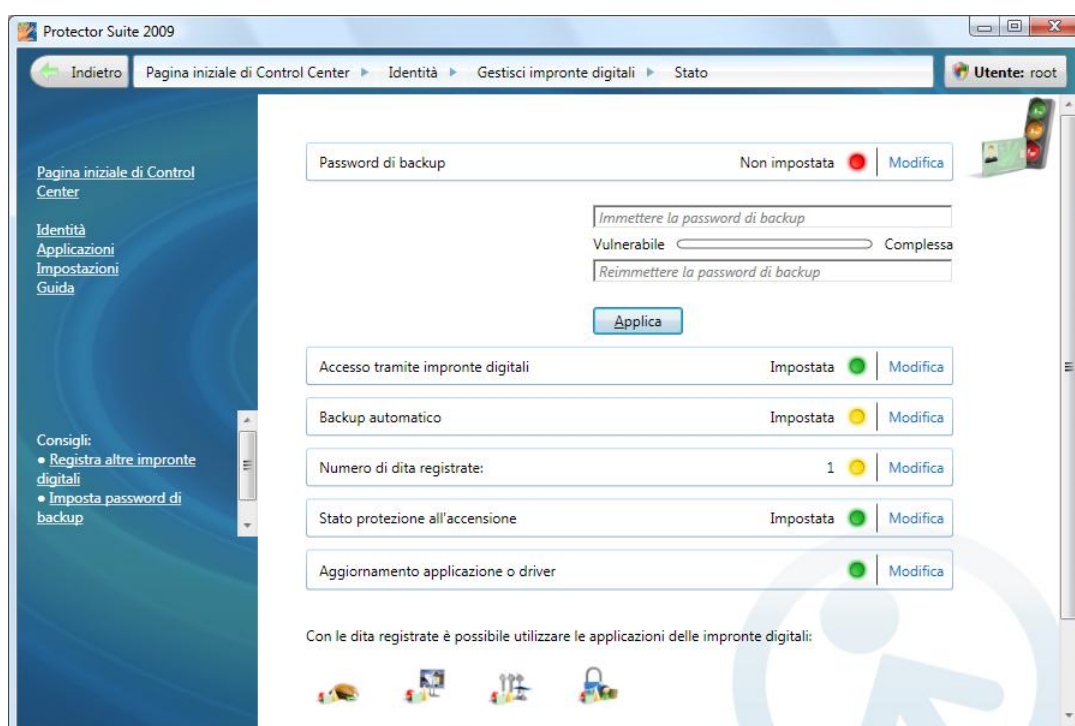 Protector Suite 2009
Indietro
Pagina iniziale di Control Center
Identità
Gestisci impronte digitali
Stato
Utente: root
Pagina iniziale di Control
Center
Identità
Applicazioni
Impostazioni
Guida
Consigli:
• Registra altre impronte
digitali
• Imposta password di
backup
Password di backup Non impostata Modifica
Immettere la password di backup
Vulnerabile Complessa
Reimmettere la password di backup
Applica
Accesso tramite impronte digitali Impostata Modifica
Backup automatico Impostata Modifica
Numero di dita registrate: 1 Modifica
Stato protezione all'accensione Impostata Modifica
Aggiornamento applicazione o driver Modifica
Con le dita registrate è possibile utilizzare le applicazioni delle impronte digitali: